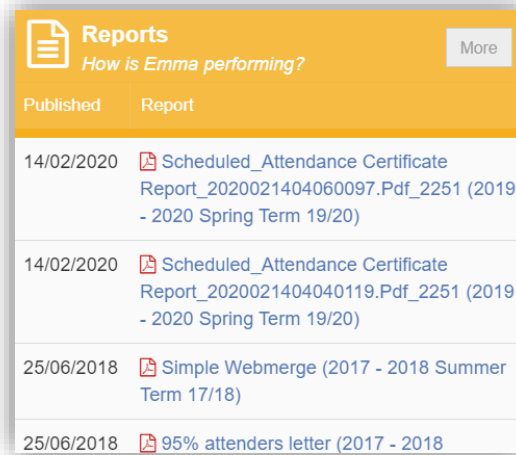 Reports
How is Emma performing?
More
Published Report
14/02/2020 Scheduled_Attendance Certificate
Report_2020021404060097.Pdf_2251 (2019
- 2020 Spring Term 19/20)
14/02/2020 Scheduled_Attendance Certificate
Report_2020021404040119.Pdf_2251 (2019
- 2020 Spring Term 19/20)
25/06/2018 Simple Webmerge (2017 - 2018 Summer
Term 17/18)
25/06/2018 95% attenders letter (2017 - 2018